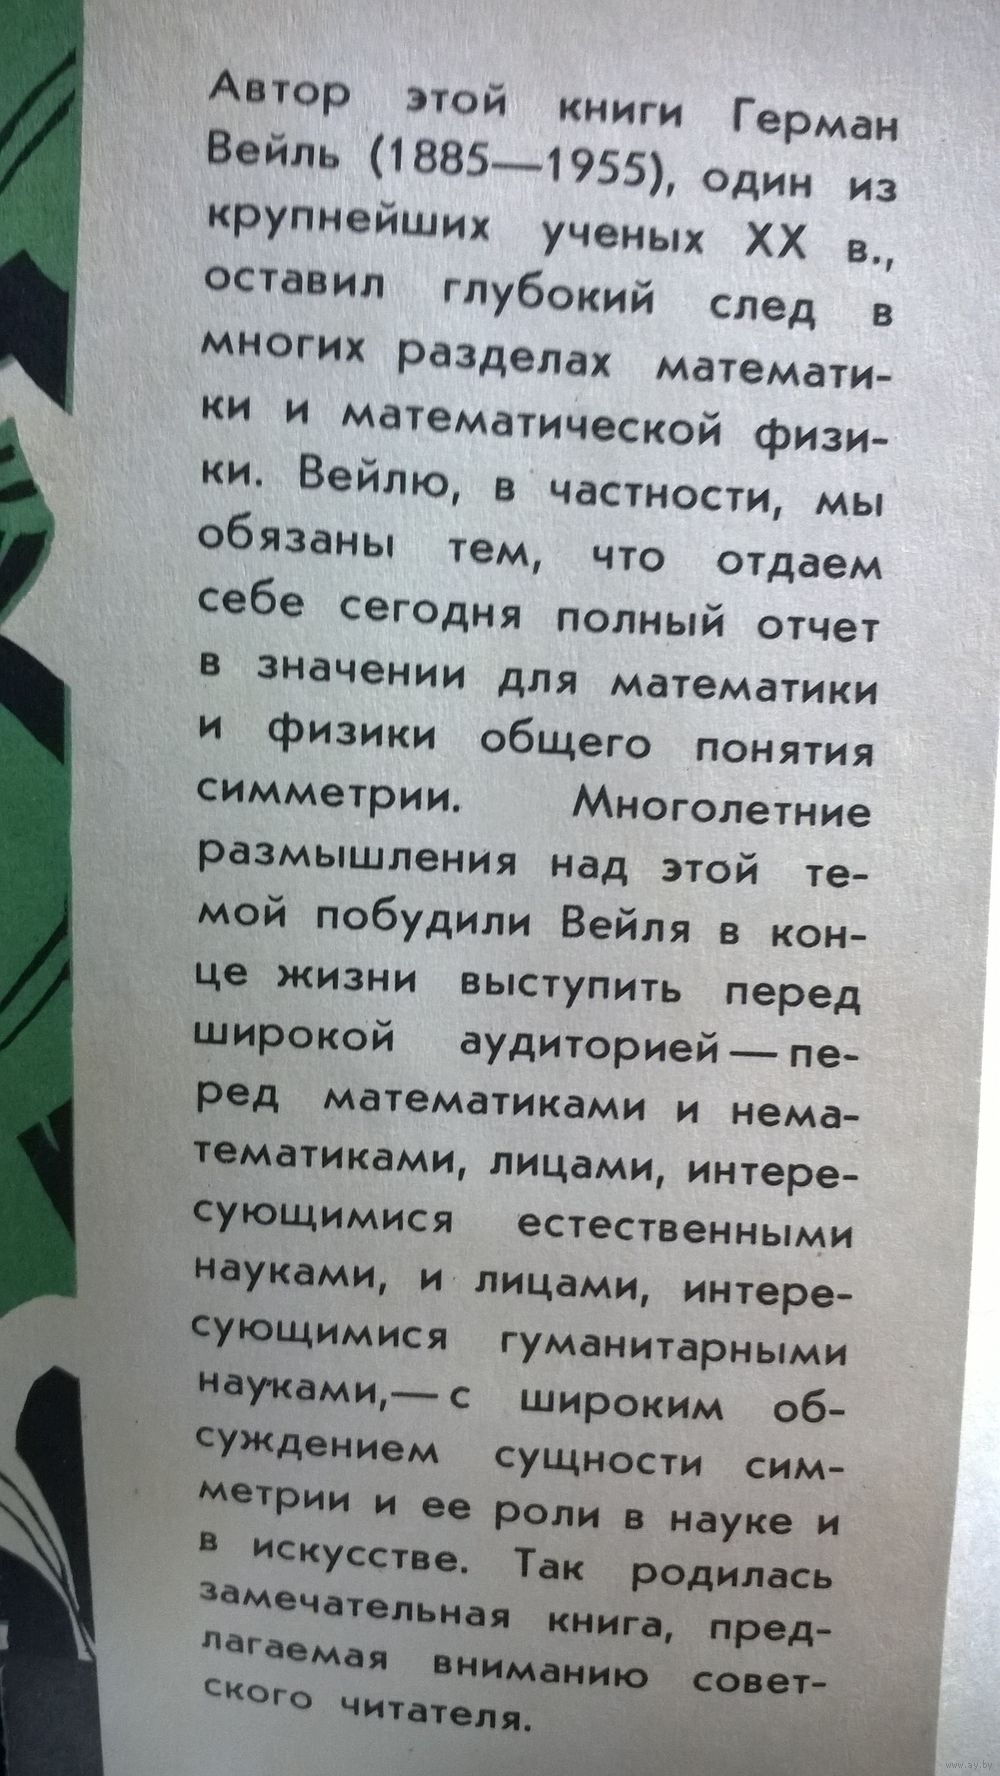 Автор этой книги Герман
Вейль (1885—1955), один из
крупнейших ученых XX в.,
оставил глубокий след в
многих разделах математи-
ки и математической физи-
ки. Вейлю, в частности, мы
обязаны тем, что отдаем
себе сегодня полный отчет
в значении для математики
и физики общего понятия
симметрии. Многолетние
размышления над этой те-
мой побудили Вейля в кон-
це жизни выступить перед
широкой аудиторией — пе-
ред математиками и нема-
тематиками, лицами, интере-
сующимися естественными
науками, и лицами, интере-
сующимися гуманитарными
науками,— с широким об-
суждением сущности сим-
метрии и ее роли в науке и
в искусстве. Так родилась
замечательная книга, пред-
лагаемая вниманию совет-
ского читателя.
www.ay.by